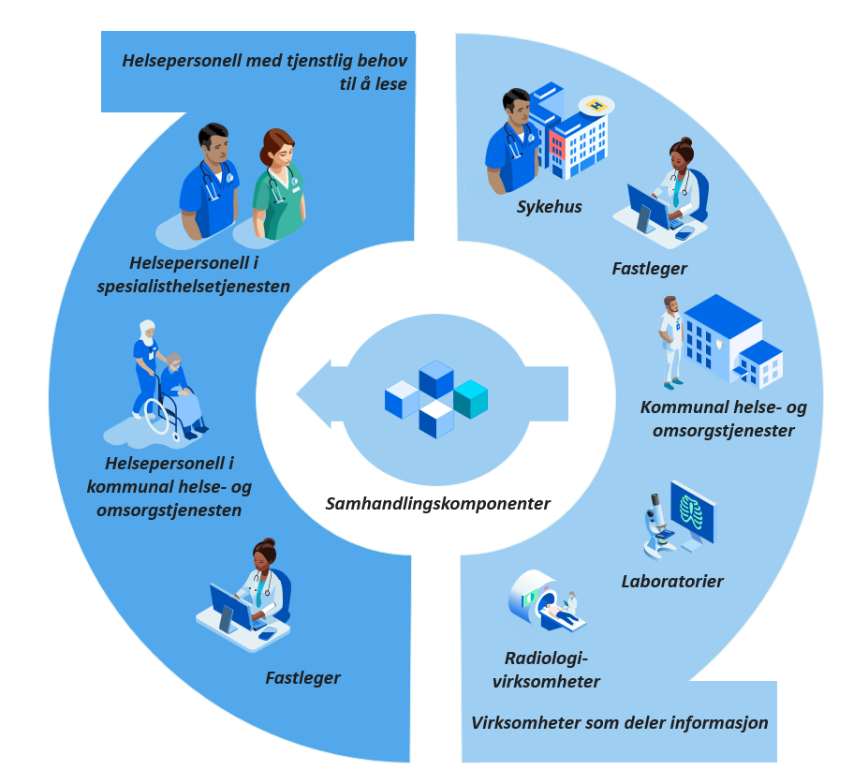 Helsepersonell med tjenstlig behov
til å lese
Helsepersonell i
spesialisthelsetjenesten
Helsepersonell i
kommunal helse- og
omsorgstjenesten
Fastleger
Samhandlingskomponenter
Sykehus
Fastleger
Kommunal helse- og
omsorgstjenester
Laboratorier
Radiologi-
virksomheter
Virksomheter som deler informasjon